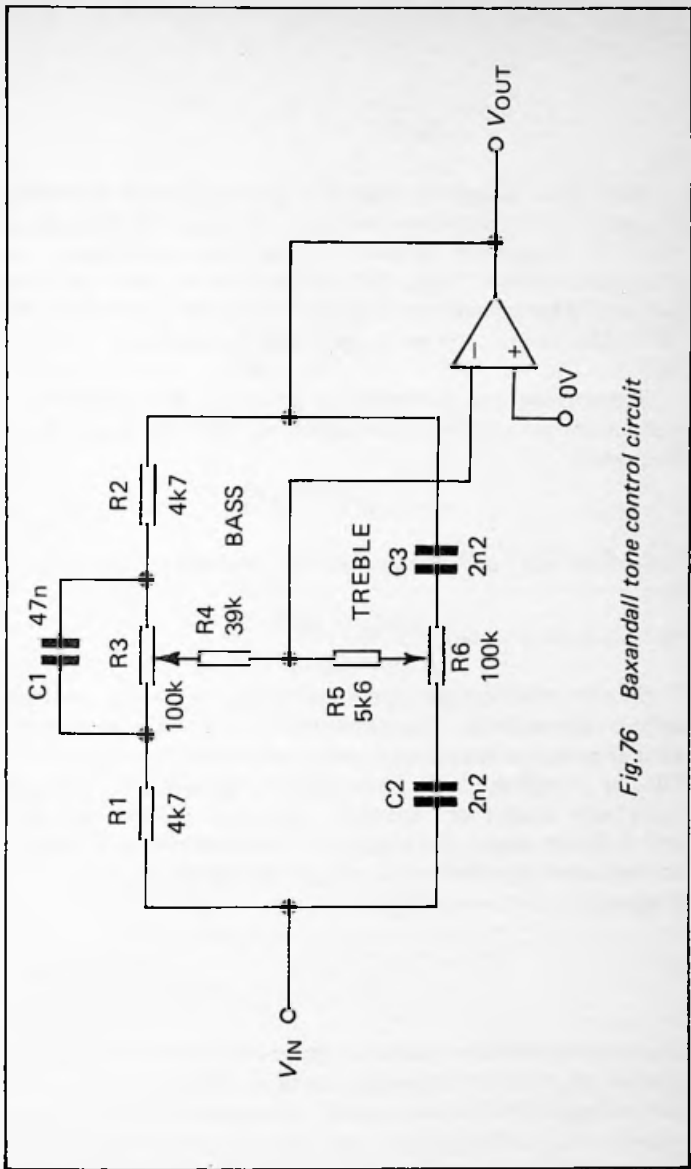 C1
47n
R1
4k7
R3
100k
R2
4k7
BASS
R4
39k
VIN
VOUT
R5
5k6
TREBLE
−
+
0V
C2
2n2
R6
100k
C3
2n2
Fig.76 Baxandall tone control circuit